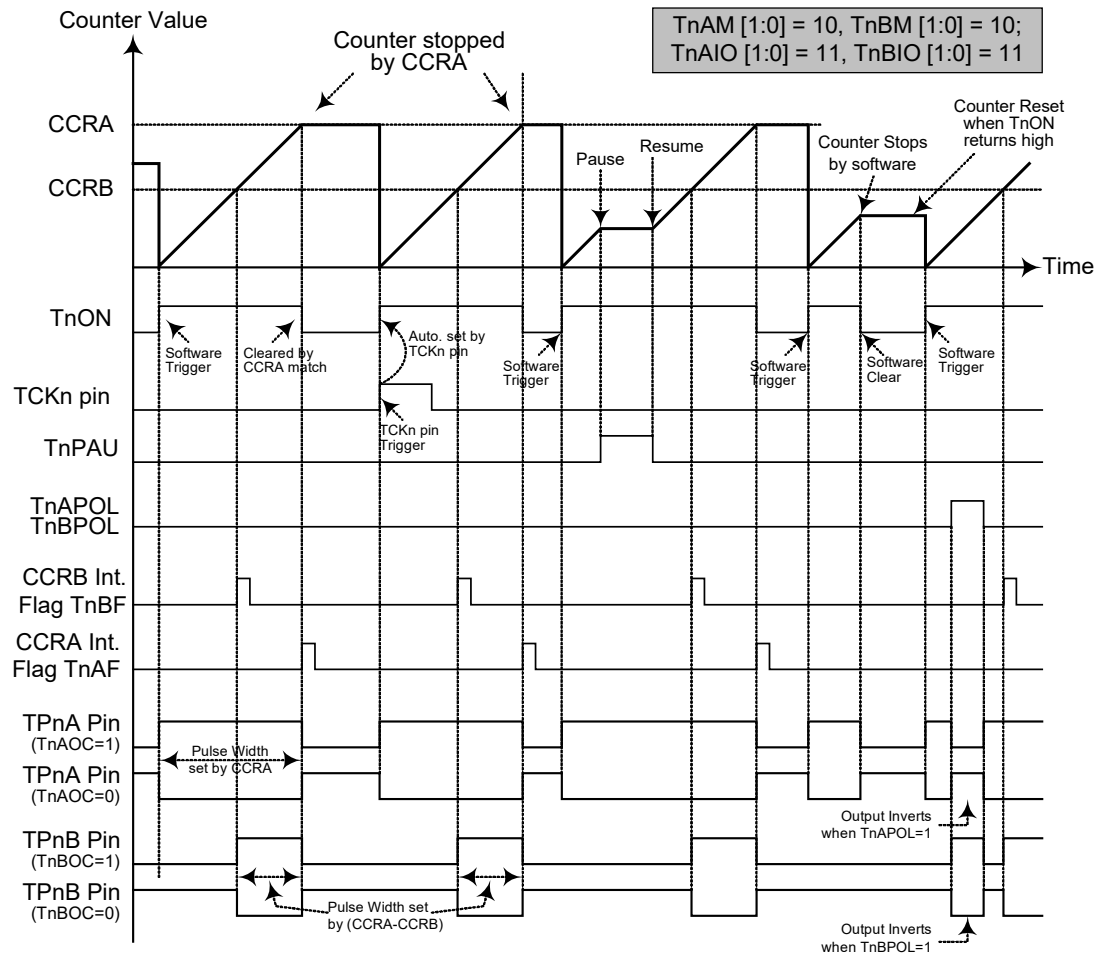 Counter Value
TnAM [1:0] = 10, TnBM [1:0] = 10;
TnAIO [1:0] = 11, TnBIO [1:0] = 11
Counter stopped
by CCRA
CCRA
CCRB
Pause
Resume
Counter Stops
by software
Counter Reset
when TnON
returns high
Time
TnON
Software
Trigger
Cleared by
CCRA match
Auto. set by
TCKn pin
Software
Trigger
Software
Trigger
Software
Clear
Software
Trigger
TCKn pin
TCKn pin
Trigger
TnPAU
TnAPOL
TnBPOL
CCRB Int.
Flag TnBF
CCRA Int.
Flag TnAF
TPnA Pin
(TnAOC=1)
Pulse Width
set by CCRA
TPnA Pin
(TnAOC=0)
Output Inverts
when TnAPOL=1
TPnB Pin
(TnBOC=1)
TPnB Pin
(TnBOC=0)
Pulse Width set
by (CCRA-CCRB)
Output Inverts
when TnBPOL=1